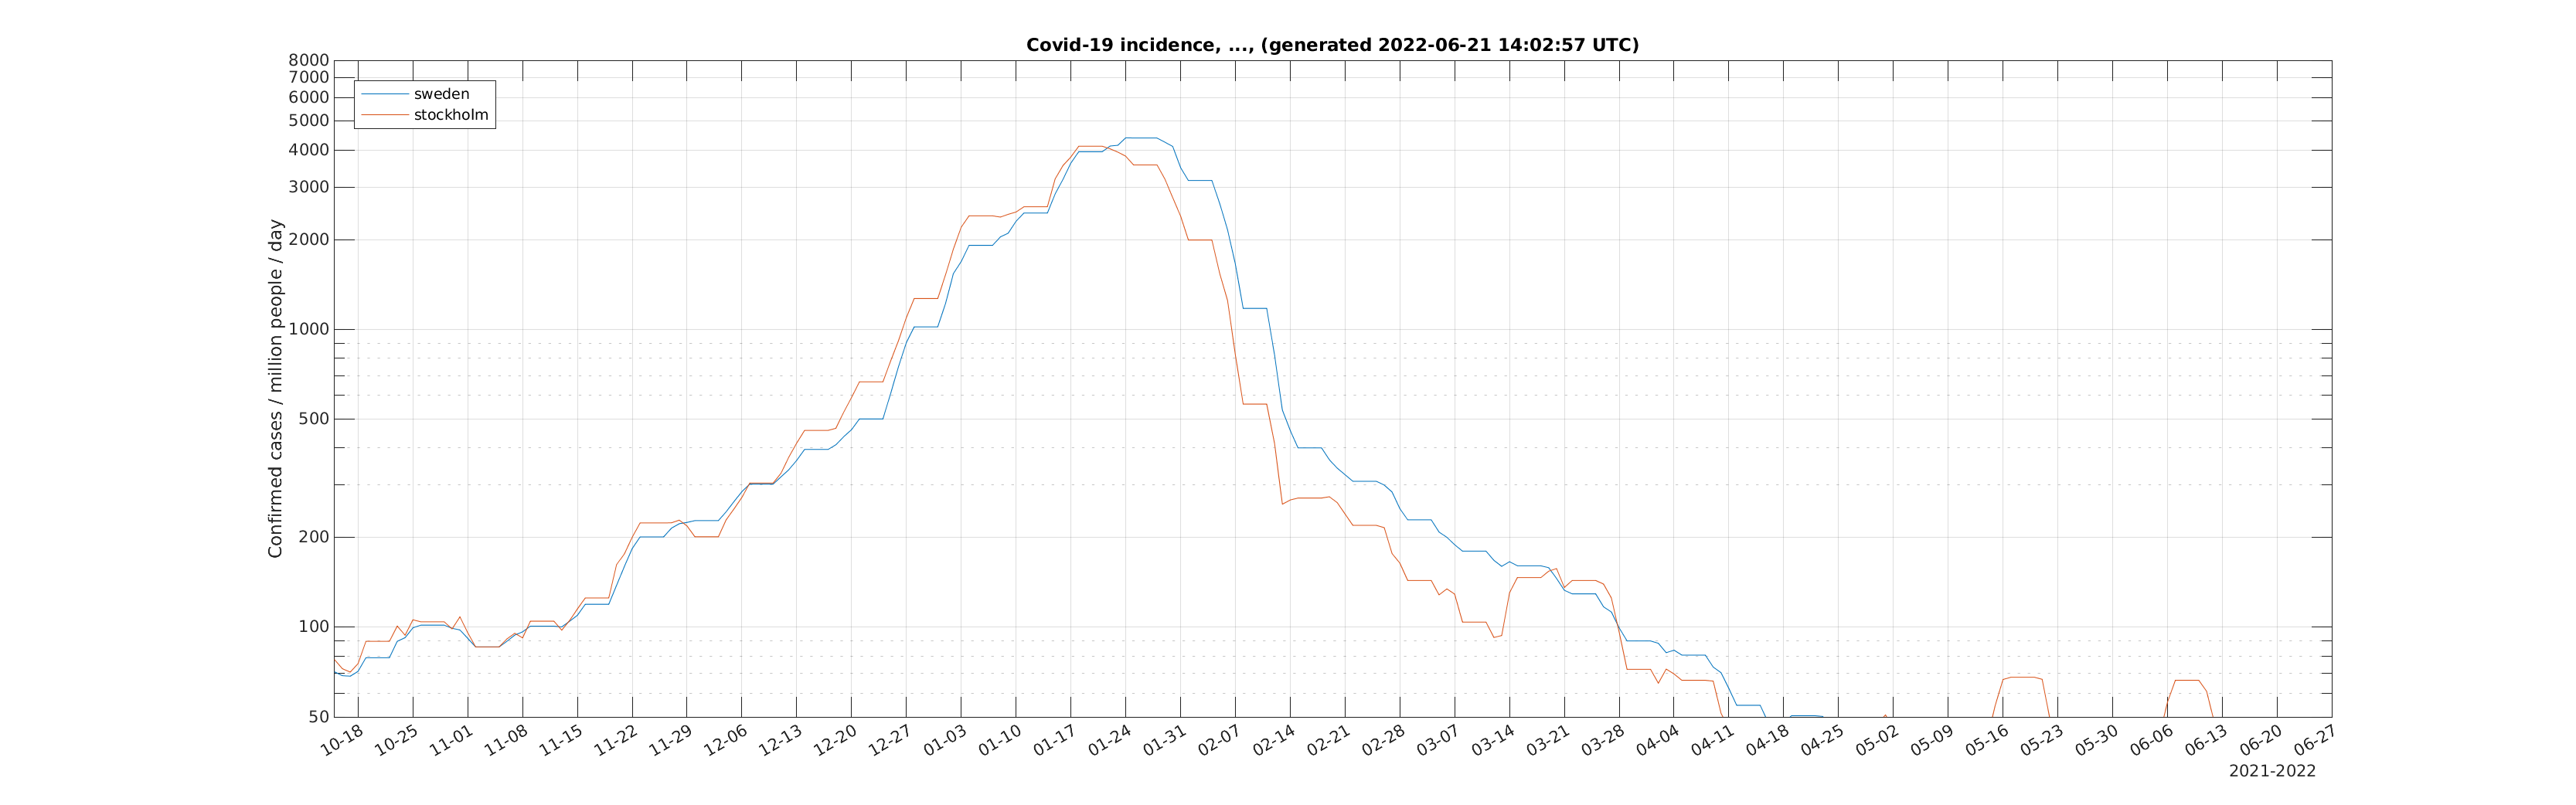 Covid-19 incidence, ..., (generated 2022-06-21 14:02:57 UTC)
sweden
stockholm
Confirmed cases / million people / day
8000
7000
6000
5000
4000
3000
2000
1000
500
200
100
50
10-18 10-25 11-01 11-08 11-15 11-22 11-29 12-06 12-13 12-20 12-27 01-03 01-10 01-17 01-24 01-31 02-07 02-14 02-21 02-28 03-07 03-14 03-21 03-28 04-04 04-11 04-18 04-25 05-02 05-09 05-16 05-23 05-30 06-06 06-13 06-20 06-27
2021-2022